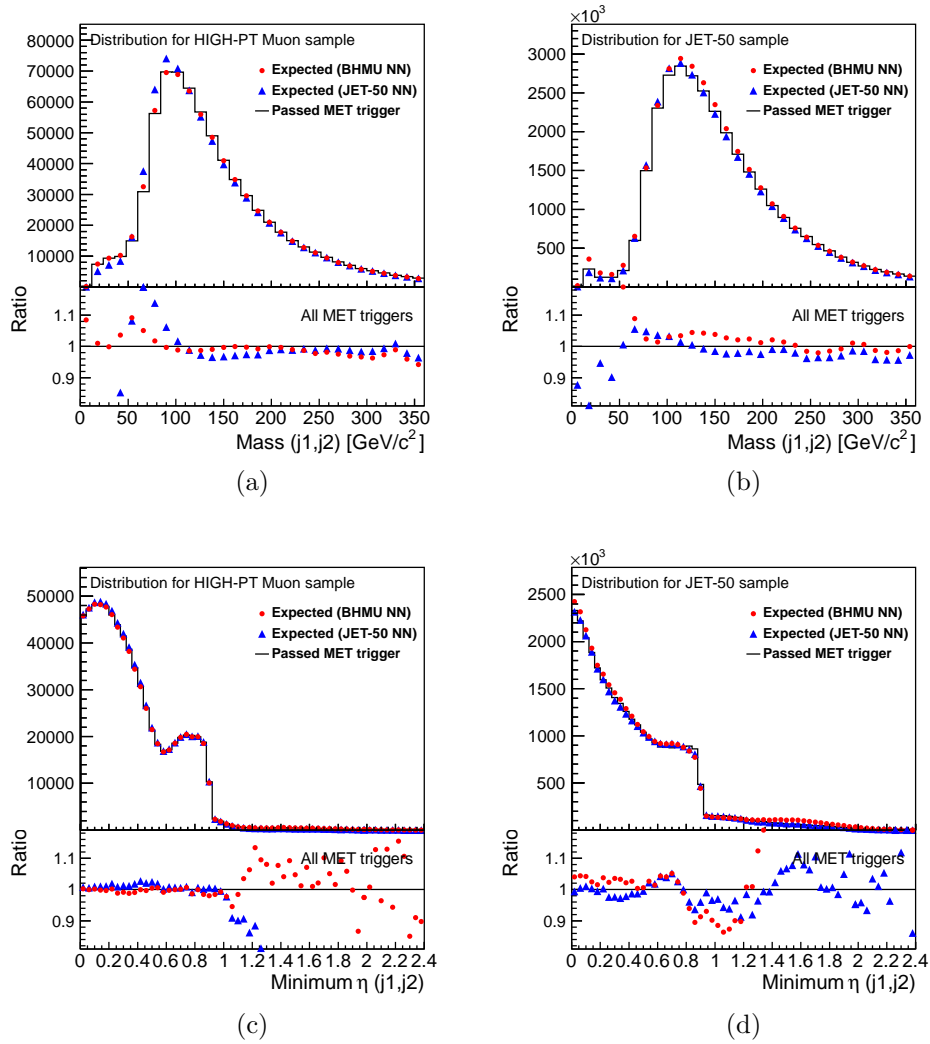 Distribution for HIGH-PT Muon sample
Expected (BHMU NN)
Expected (JET-50 NN)
Passed MET trigger
80000
70000
60000
50000
40000
30000
20000
10000
Ratio
All MET triggers
1.1
1
0.9
0 50 100 150 200 250 300 350
Mass (j1,j2) [GeV/c²]
(a)
×10³
Distribution for JET-50 sample
Expected (BHMU NN)
Expected (JET-50 NN)
Passed MET trigger
3000
2500
2000
1500
1000
500
Ratio
All MET triggers
1.1
1
0.9
0 50 100 150 200 250 300 350
Mass (j1,j2) [GeV/c²]
(b)
Distribution for HIGH-PT Muon sample
Expected (BHMU NN)
Expected (JET-50 NN)
Passed MET trigger
50000
40000
30000
20000
10000
Ratio
All MET triggers
1.1
1
0.9
0 0.2 0.4 0.6 0.8 1 1.2 1.4 1.6 1.8 2 2.2 2.4
Minimum η (j1,j2)
(c)
×10³
Distribution for JET-50 sample
Expected (BHMU NN)
Expected (JET-50 NN)
Passed MET trigger
2500
2000
1500
1000
500
Ratio
All MET triggers
1.1
1
0.9
0 0.2 0.4 0.6 0.8 1 1.2 1.4 1.6 1.8 2 2.2 2.4
Minimum η (j1,j2)
(d)